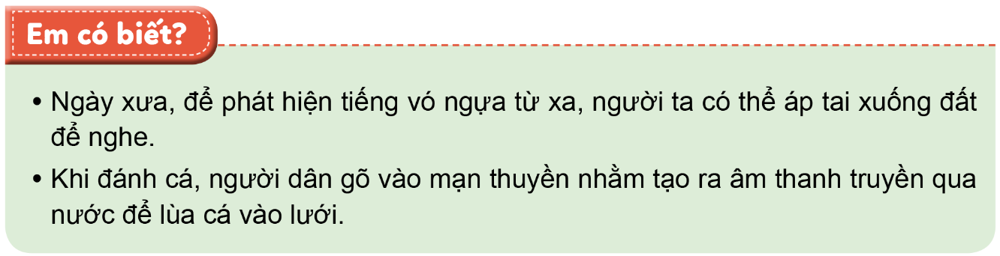 Em có biết?
• Ngày xưa, để phát hiện tiếng vó ngựa từ xa, người ta có thể áp tai xuống đất
để nghe.
• Khi đánh cá, người dân gõ vào mạn thuyền nhằm tạo ra âm thanh truyền qua
nước để lùa cá vào lưới.